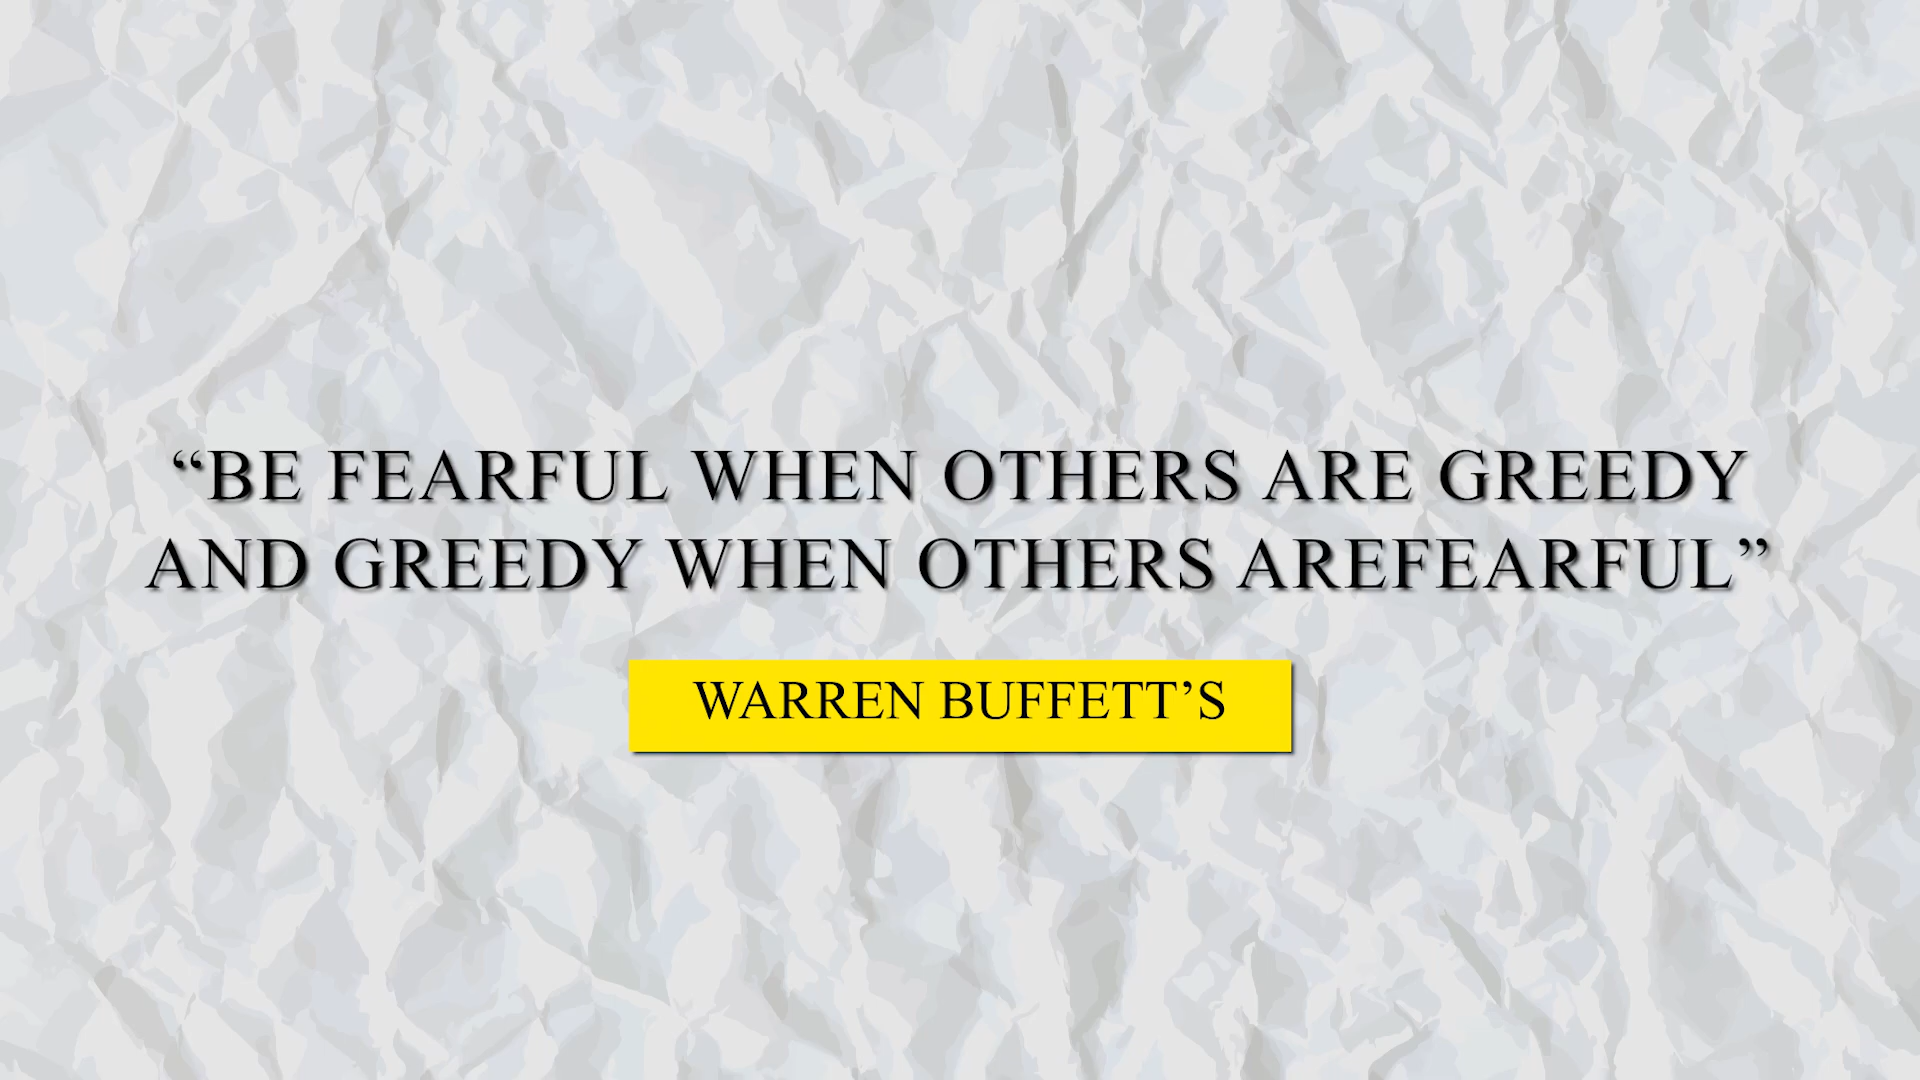 “BE FEARFUL WHEN OTHERS ARE GREEDY
AND GREEDY WHEN OTHERS AREFEARFUL”
WARREN BUFFETT’S